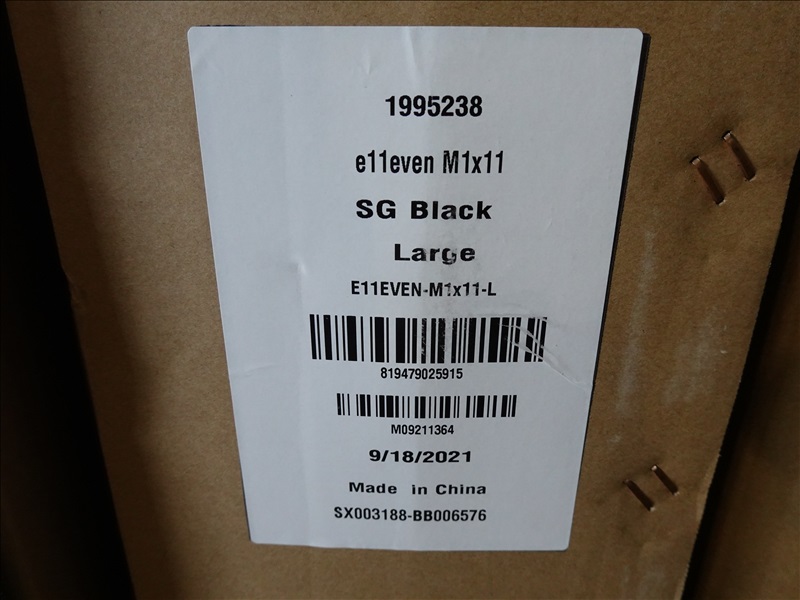 1995238
e11even M1x11
SG Black
Large
E11EVEN-M1x11-L
819479025915
M09211364
9/18/2021
Made in China
SX003188-BB006576